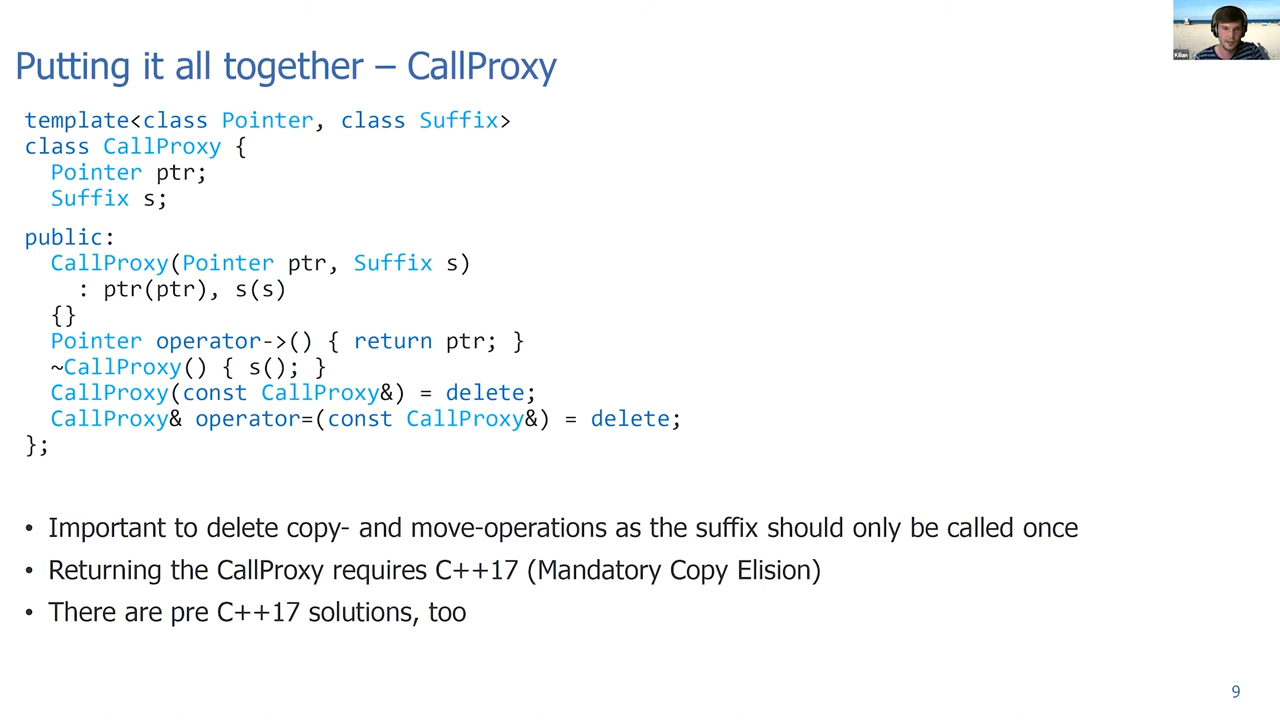 Putting it all together – CallProxy
template<class Pointer, class Suffix>
class CallProxy {
  Pointer ptr;
  Suffix s;
public:
  CallProxy(Pointer ptr, Suffix s)
    : ptr(ptr), s(s)
  {}
  Pointer operator->() { return ptr; }
  ~CallProxy() { s(); }
  CallProxy(const CallProxy&) = delete;
  CallProxy& operator=(const CallProxy&) = delete;
};
• Important to delete copy- and move-operations as the suffix should only be called once
• Returning the CallProxy requires C++17 (Mandatory Copy Elision)
• There are pre C++17 solutions, too
Kilian
9